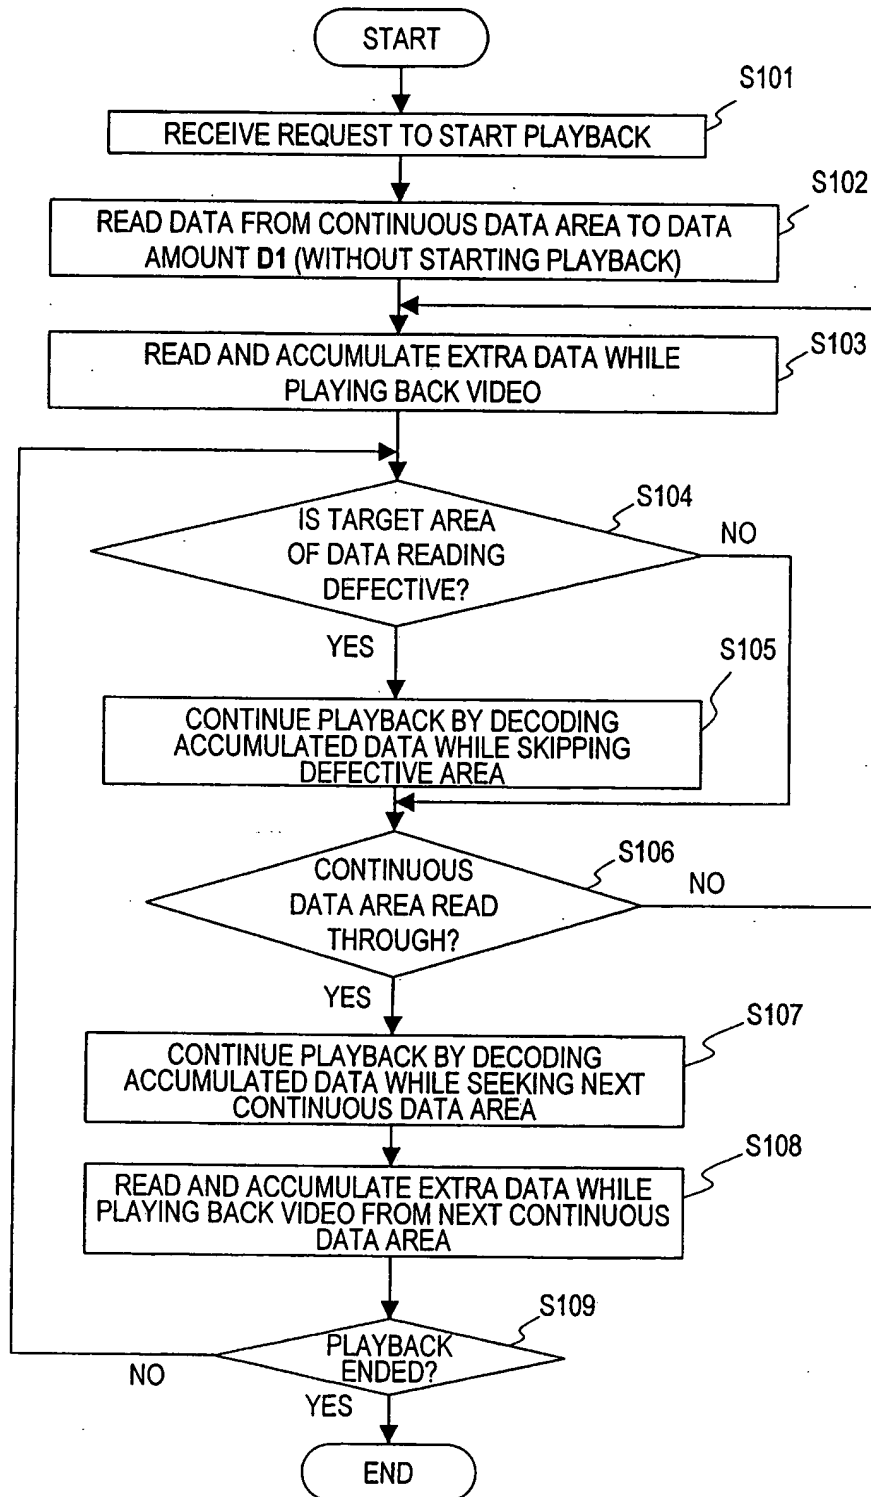 START
S101
RECEIVE REQUEST TO START PLAYBACK
S102
READ DATA FROM CONTINUOUS DATA AREA TO DATA
AMOUNT D1 (WITHOUT STARTING PLAYBACK)
S103
READ AND ACCUMULATE EXTRA DATA WHILE
PLAYING BACK VIDEO
S104
IS TARGET AREA
OF DATA READING
DEFECTIVE?
NO
YES
S105
CONTINUE PLAYBACK BY DECODING
ACCUMULATED DATA WHILE SKIPPING
DEFECTIVE AREA
S106
CONTINUOUS
DATA AREA READ
THROUGH?
NO
YES
S107
CONTINUE PLAYBACK BY DECODING
ACCUMULATED DATA WHILE SEEKING NEXT
CONTINUOUS DATA AREA
S108
READ AND ACCUMULATE EXTRA DATA WHILE
PLAYING BACK VIDEO FROM NEXT CONTINUOUS
DATA AREA
S109
PLAYBACK
ENDED?
NO
YES
END